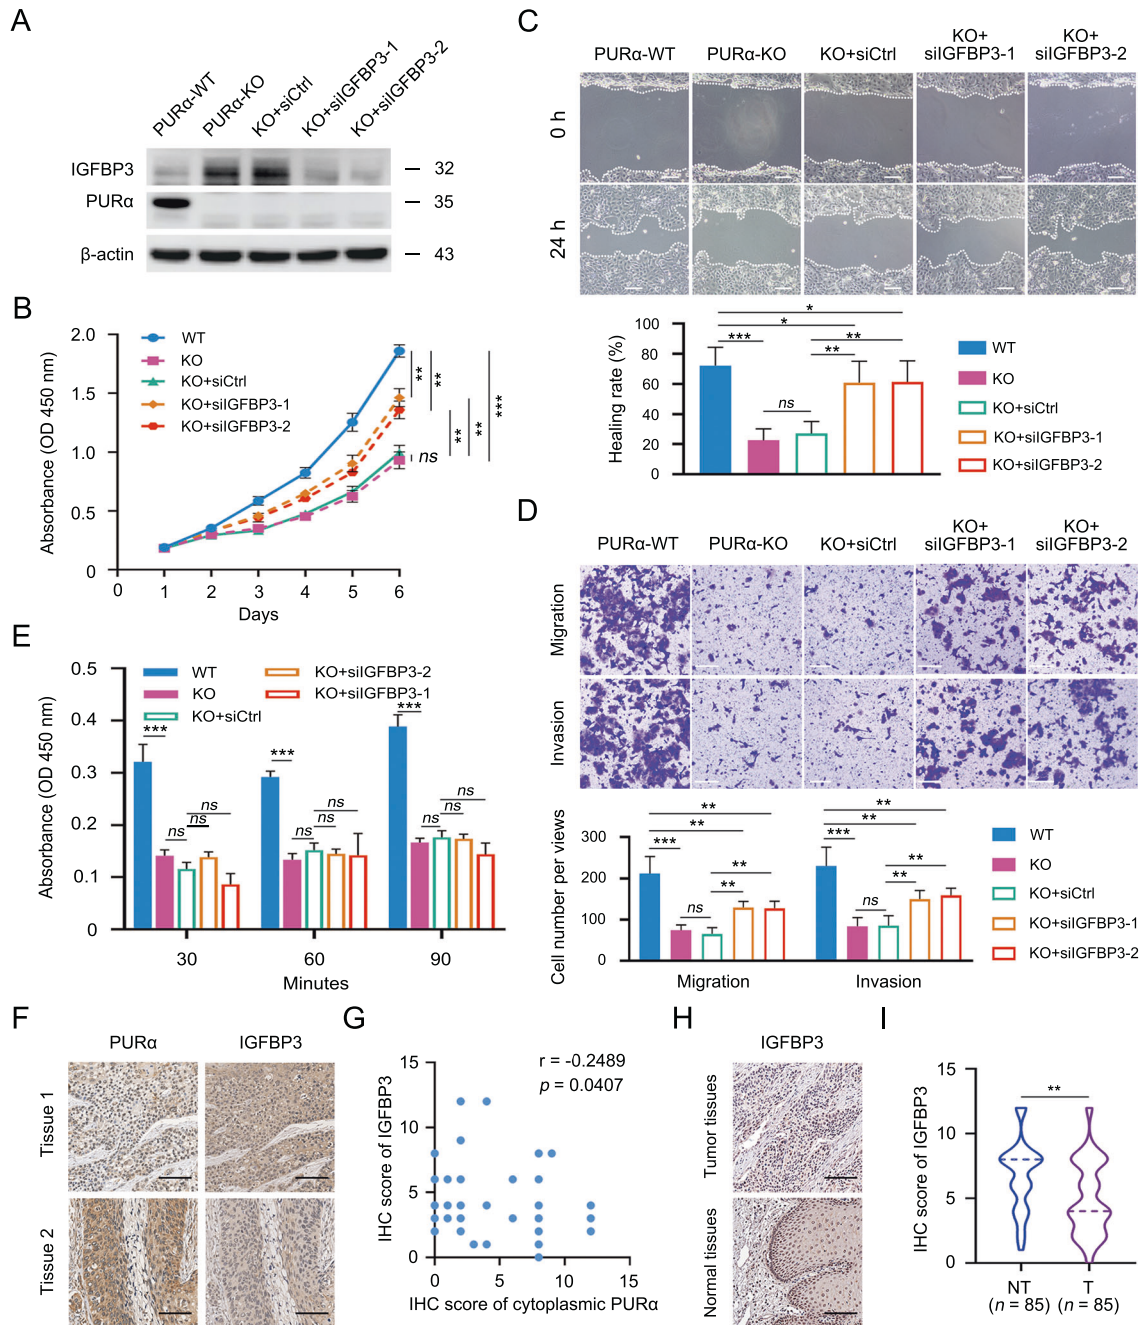 A
PURα-WT
PURα-KO
KO+siCtrl
KO+siIGFBP3-1
KO+siIGFBP3-2
IGFBP3
32
PURα
35
β-actin
43
B
Absorbance (OD 450 nm)
2.0
1.5
1.0
0.5
0
WT
KO
KO+siCtrl
KO+siIGFBP3-1
KO+siIGFBP3-2
**
**
***
**
**
ns
0 1 2 3 4 5 6
Days
C
PURα-WT
PURα-KO
KO+siCtrl
KO+
siIGFBP3-1
KO+
siIGFBP3-2
0 h
24 h
Healing rate (%)
100
80
60
40
20
0
*
*
***
**
**
ns
WT
KO
KO+siCtrl
KO+siIGFBP3-1
KO+siIGFBP3-2
D
PURα-WT
PURα-KO
KO+siCtrl
KO+
siIGFBP3-1
KO+
siIGFBP3-2
Migration
Invasion
Cell number per views
300
200
100
0
**
**
***
**
**
ns
**
**
***
**
**
ns
Migration
Invasion
WT
KO
KO+siCtrl
KO+siIGFBP3-1
KO+siIGFBP3-2
E
Absorbance (OD 450 nm)
0.5
0.4
0.3
0.2
0.1
0
WT
KO
KO+siCtrl
KO+siIGFBP3-2
KO+siIGFBP3-1
***
ns
ns
ns
***
ns
ns
ns
***
ns
ns
ns
30 60 90
Minutes
F
PURα
IGFBP3
Tissue 1
Tissue 2
G
IHC score of IGFBP3
15
10
5
0
r = -0.2489
p = 0.0407
0 5 10 15
IHC score of cytoplasmic PURα
H
IGFBP3
Tumor tissues
Normal tissues
I
IHC score of IGFBP3
15
10
5
0
**
NT
(n = 85)
T
(n = 85)